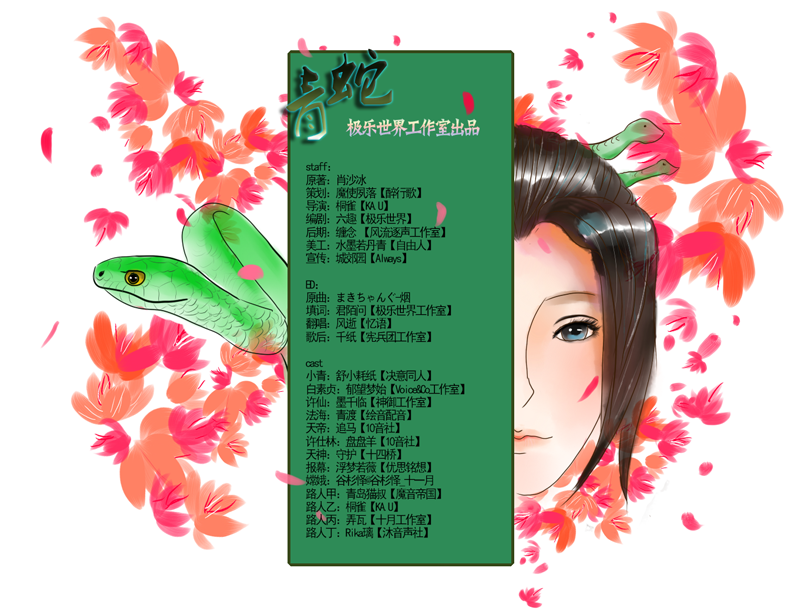 青蛇
极乐世界工作室出品
staff:
原著: 肖沙冰
策划: 魔使夙落【醉行歌】
导演: 桐雀【KAU】
编剧: 六趣【极乐世界】
后期: 缠念 【风流逐声工作室】
美工: 水墨若丹青【自由人】
宣传: 城郊园【Always】
ED:
原曲: まきちゃんぐ-烟
填词: 君陌问【极乐世界工作室】
翻唱: 风逝【忆语】
歌后: 千纸【宪兵团工作室】
cast
小青: 舒小耗纸【决意同人】
白素贞: 郁望梦始【Voice&Co工作室】
许仙: 墨千临【神御工作室】
法海: 青渡【绘音配音】
天帝: 追马【10音社】
许仕林: 盘盘羊【10音社】
天神: 守护【十四桥】
报幕: 浮梦若薇【优思铭想】
嫦娥: 谷杉怿=谷杉怿_十一月
路人甲: 青岛猫叔【魔音帝国】
路人乙: 桐雀【KAU】
路人丙: 弄瓦【十月工作室】
路人丁: Rika璃【沐音声社】